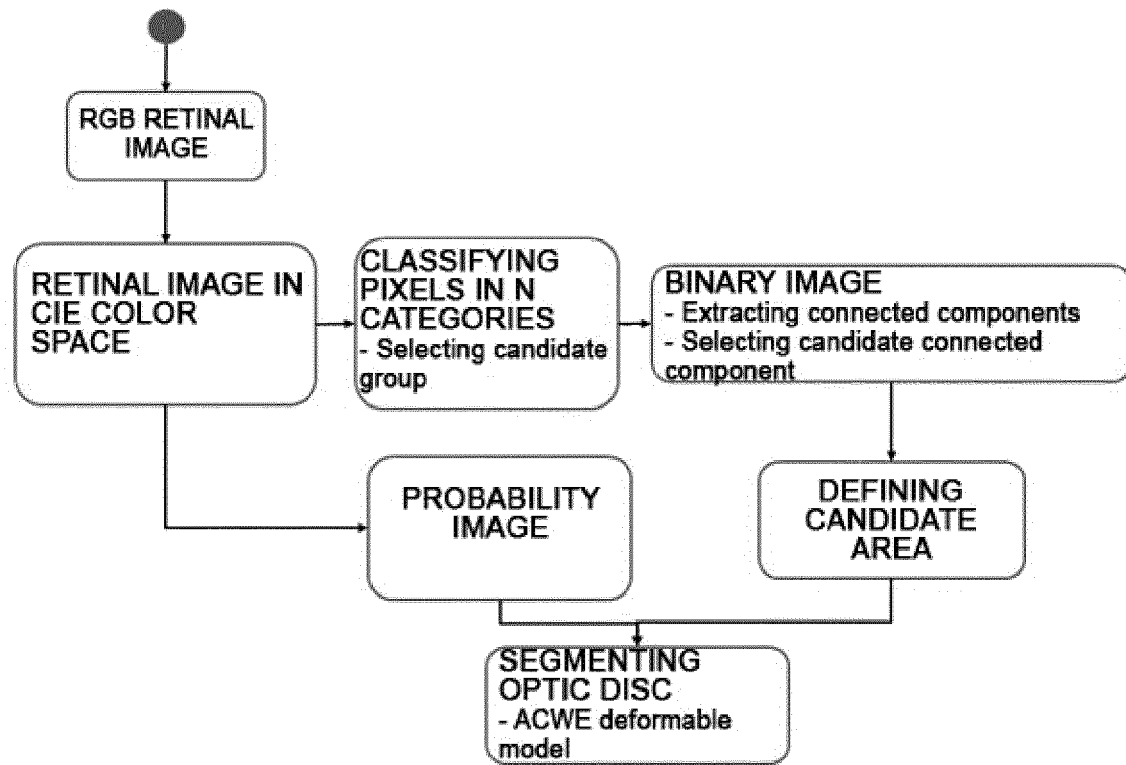 RGB RETINAL
IMAGE
RETINAL IMAGE IN
CIE COLOR
SPACE
CLASSIFYING
PIXELS IN N
CATEGORIES
- Selecting candidate
group
BINARY IMAGE
- Extracting connected components
- Selecting candidate connected
component
PROBABILITY
IMAGE
DEFINING
CANDIDATE
AREA
SEGMENTING
OPTIC DISC
- ACWE deformable
model